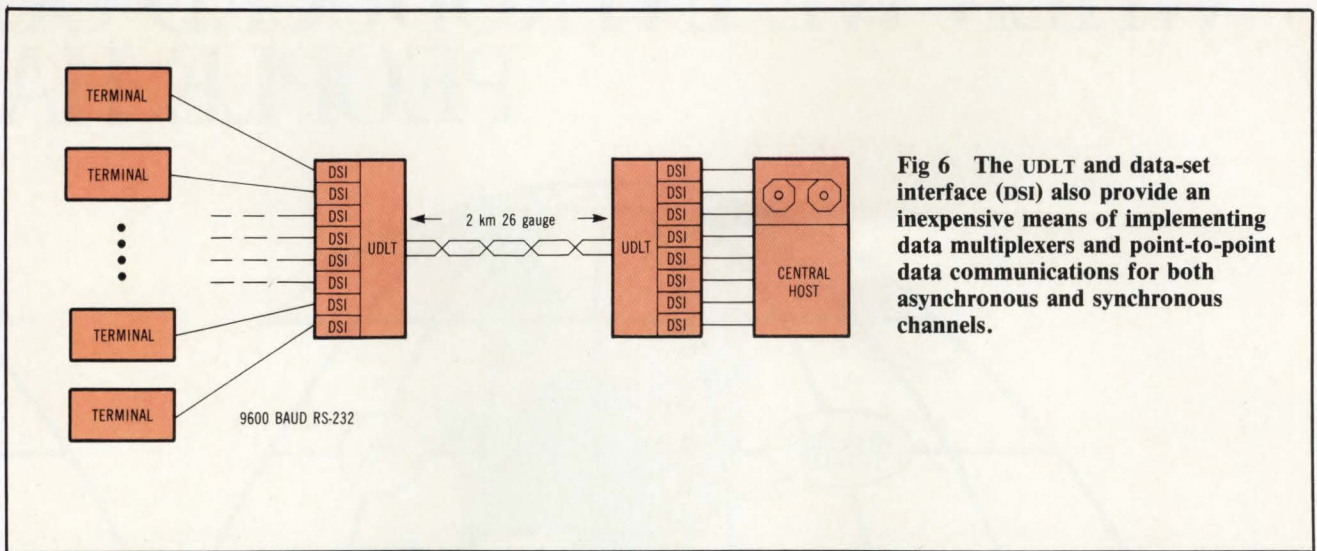 TERMINAL
TERMINAL
TERMINAL
TERMINAL
9600 BAUD RS-232
DSI
DSI
DSI
DSI
DSI
DSI
DSI
DSI
UDLT
2 km 26 gauge
UDLT
DSI
DSI
DSI
DSI
DSI
DSI
DSI
DSI
CENTRAL
HOST
Fig 6 The UDLT and data-set
interface (DSI) also provide an
inexpensive means of implementing
data multiplexers and point-to-point
data communications for both
asynchronous and synchronous
channels.